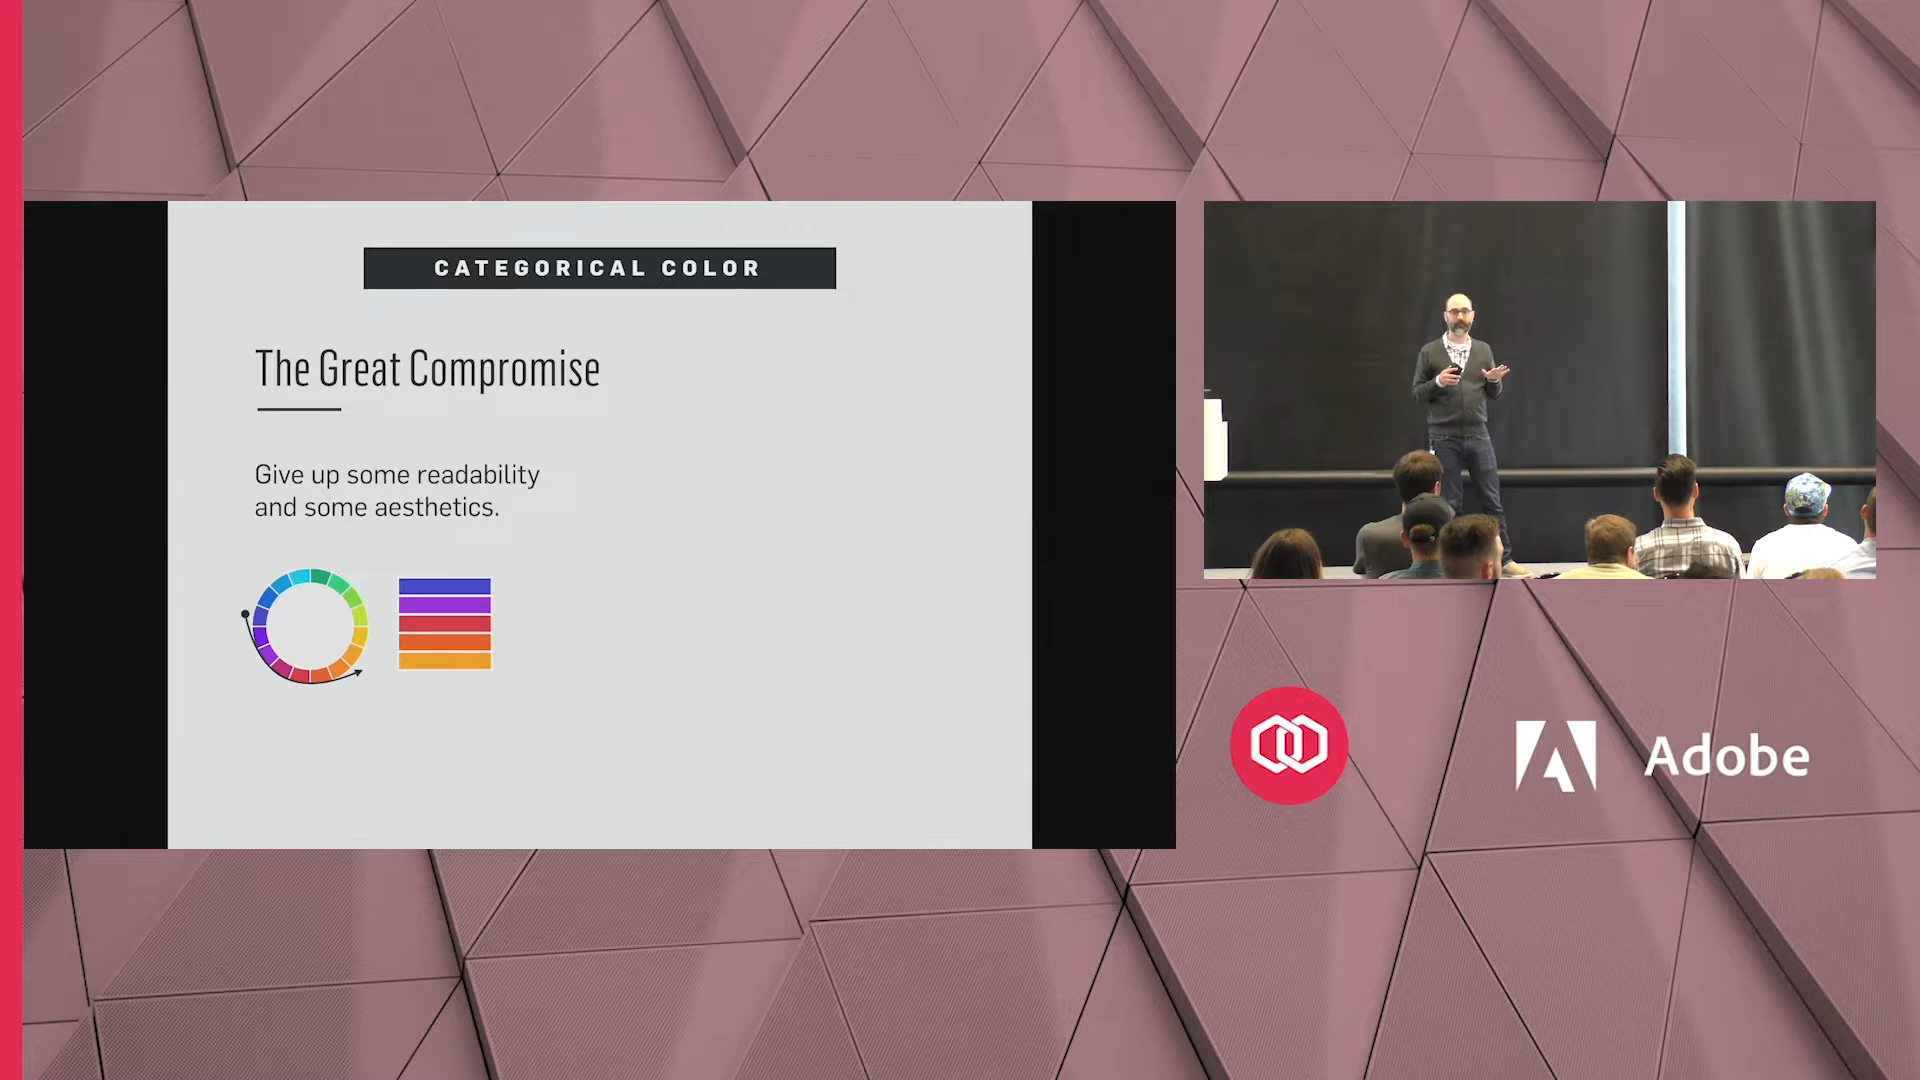 CATEGORICAL COLOR
The Great Compromise
Give up some readability
and some aesthetics.
Adobe